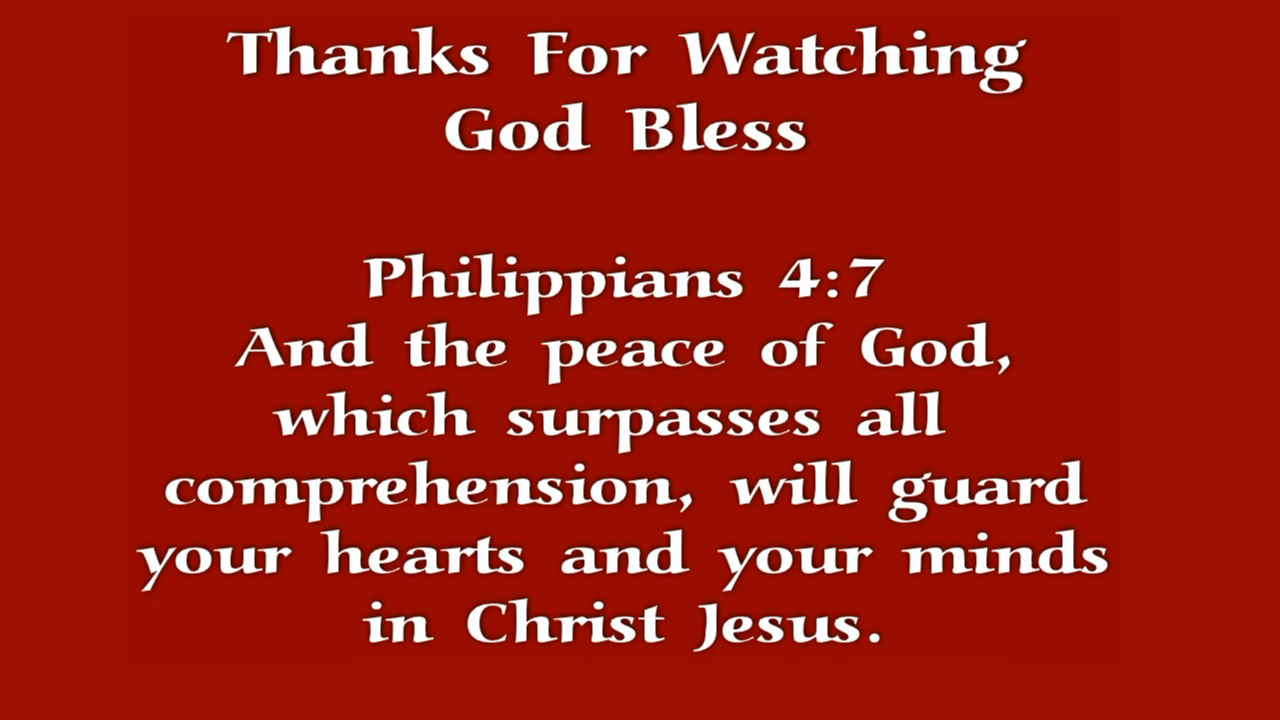 Thanks For Watching
God Bless
Philippians 4:7
And the peace of God,
which surpasses all
comprehension, will guard
your hearts and your minds
in Christ Jesus.